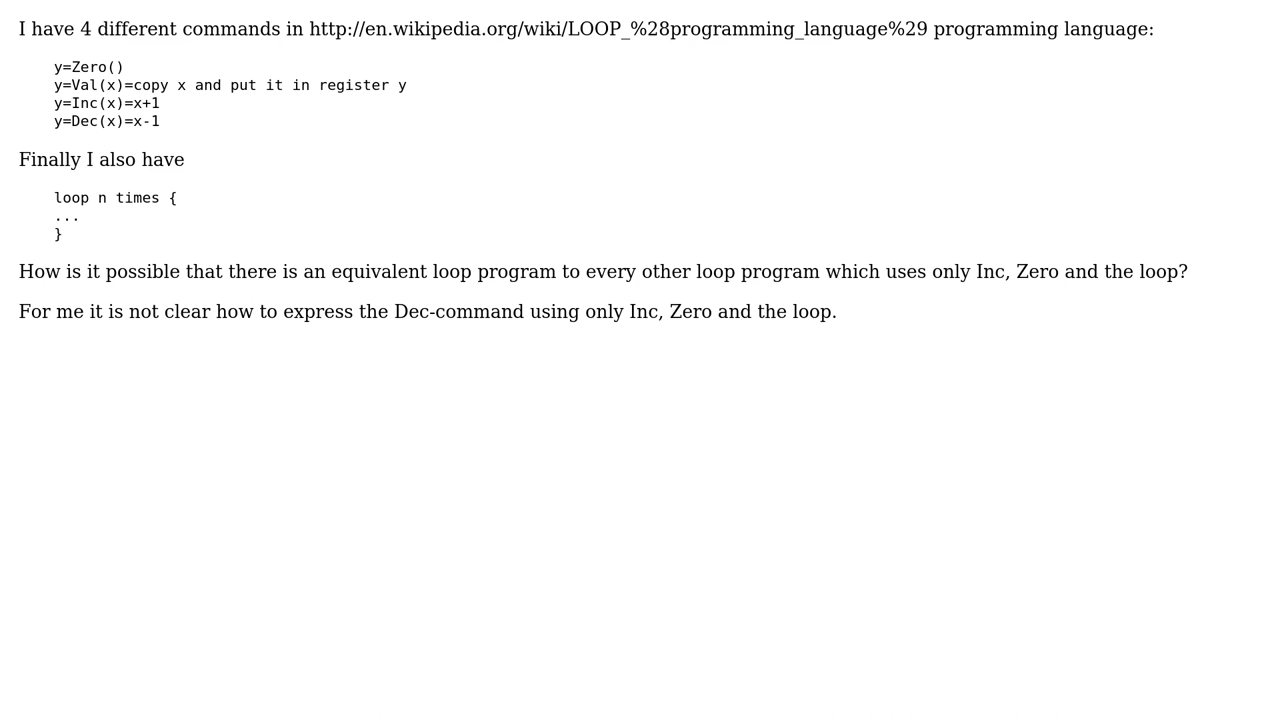 I have 4 different commands in http://en.wikipedia.org/wiki/LOOP_%28programming_language%29 programming language:
y=Zero()
y=Val(x)=copy x and put it in register y
y=Inc(x)=x+1
y=Dec(x)=x-1
Finally I also have
loop n times {
...
}
How is it possible that there is an equivalent loop program to every other loop program which uses only Inc, Zero and the loop?
For me it is not clear how to express the Dec-command using only Inc, Zero and the loop.